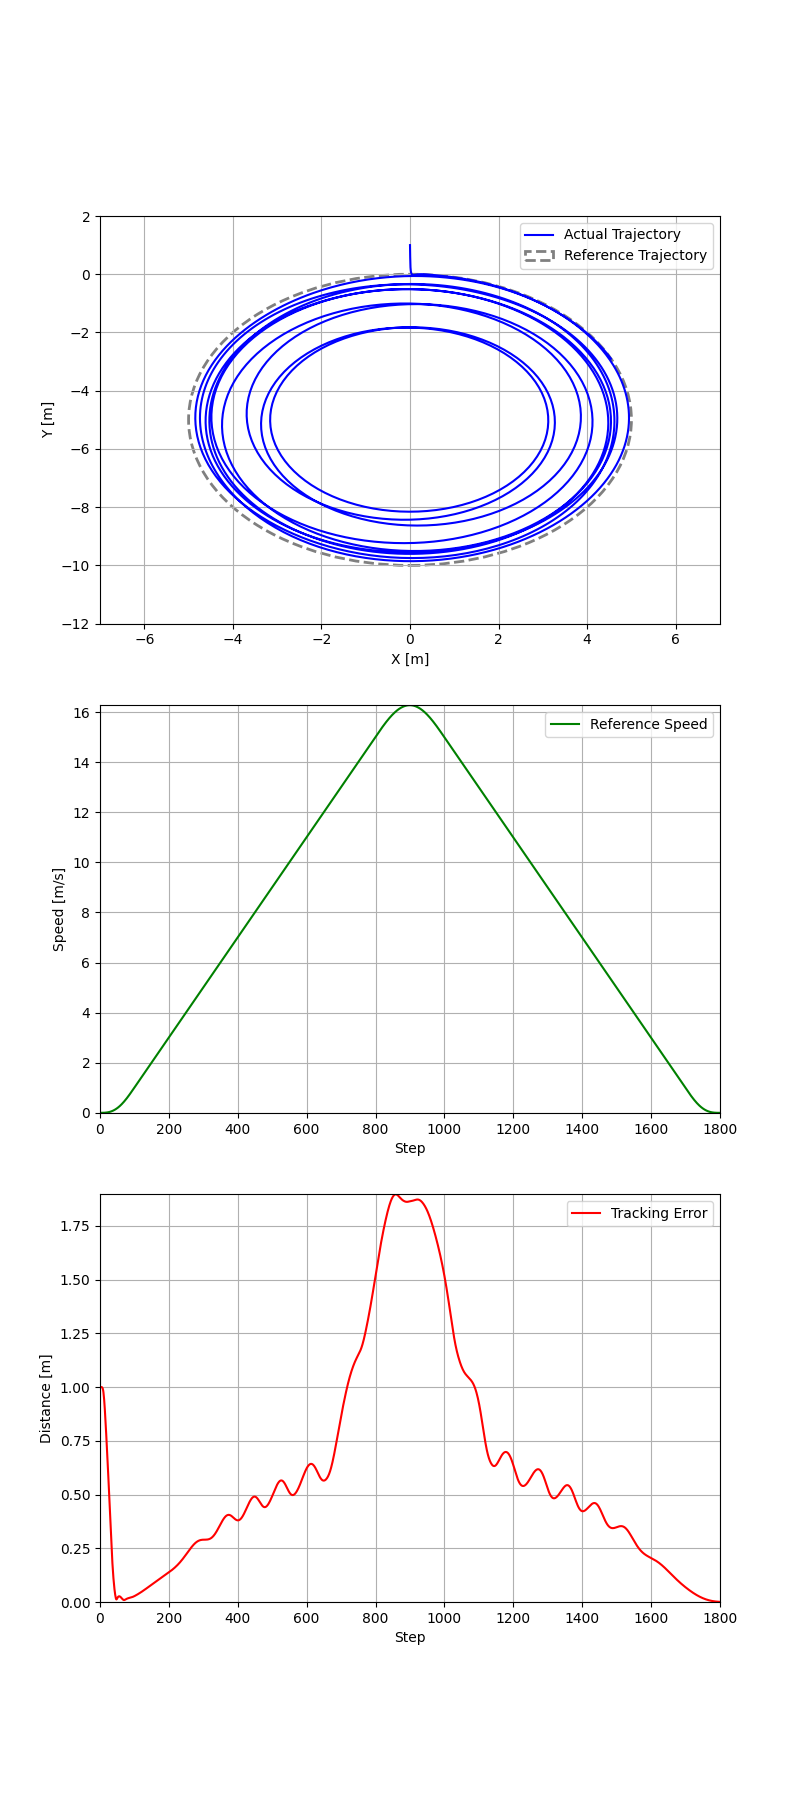 2
0
−2
−4
−6
−8
−10
−12
Y [m]
Actual Trajectory
Reference Trajectory
−6 −4 −2 0 2 4 6
X [m]
16
14
12
10
8
6
4
2
0
Speed [m/s]
Reference Speed
0 200 400 600 800 1000 1200 1400 1600 1800
Step
1.75
1.50
1.25
1.00
0.75
0.50
0.25
0.00
Distance [m]
Tracking Error
0 200 400 600 800 1000 1200 1400 1600 1800
Step